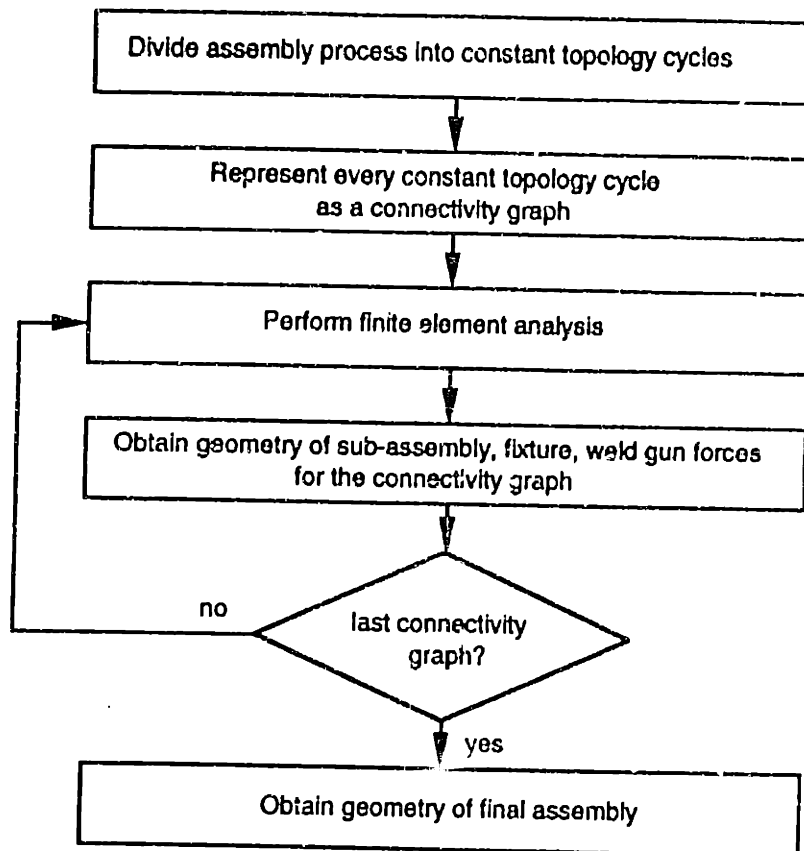 Divide assembly process into constant topology cycles
Represent every constant topology cycle
as a connectivity graph
Perform finite element analysis
Obtain geometry of sub-assembly, fixture, weld gun forces
for the connectivity graph
no
last connectivity
graph?
yes
Obtain geometry of final assembly